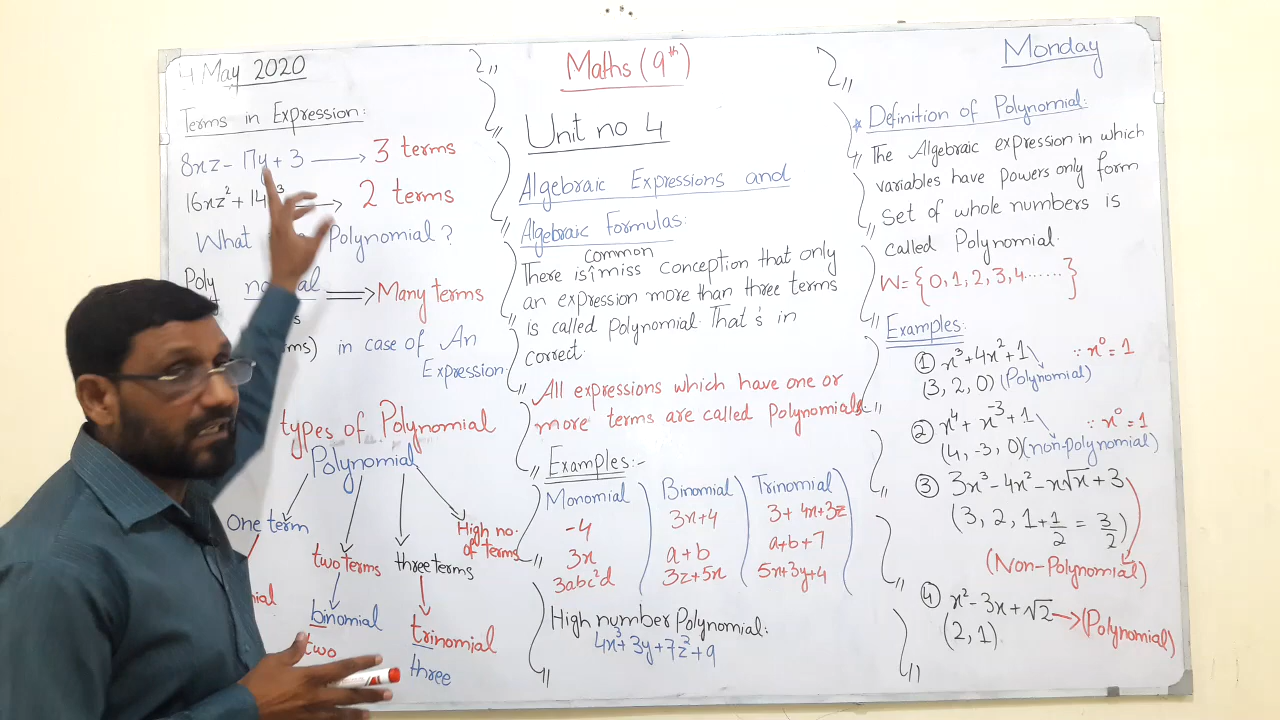 4 May 2020
Terms in Expression:
8xz - 17y + 3 → 3 terms
16xz² + 14 ³ → 2 terms
What Polynomial?
Poly no al ⇒ Many terms
ms) in case of An
Expression
types of Polynomial
Polynomial
One term
two terms
three terms
High no.
of terms
ial
binomial
two
trinomial
three
Maths (9th)
Unit no 4
Algebraic Expressions and
Algebraic Formulas:
common
There is miss conception that only
an expression more than three terms
is called polynomial That's in
correct.
All expressions which have one or
more terms are called Polynomials.
Examples:-
Monomial
-4
3x
3abc²d
Binomial
3x+4
a+b
3z+5x
Trinomial
3+4x+3z
a+b+7
5x+3y+4
High number Polynomial:
4x³+3y+7z²+9
Monday
* Definition of Polynomial:
The Algebraic expression in which
variables have powers only form
set of whole numbers is
called Polynomial.
W = {0,1,2,3,4.......}
Examples:
① x³+4x²+1 ∵ x⁰=1
(3, 2, 0) (Polynomial)
② x⁴ + x⁻³ + 1 ∵ x⁰=1
(4, -3, 0) (non-polynomial)
③ 3x³ - 4x² - x√x + 3
(3, 2, 1+1/2 = 3/2)
(Non-Polynomial)
④ x² - 3x + √2 → (Polynomial)
(2, 1)